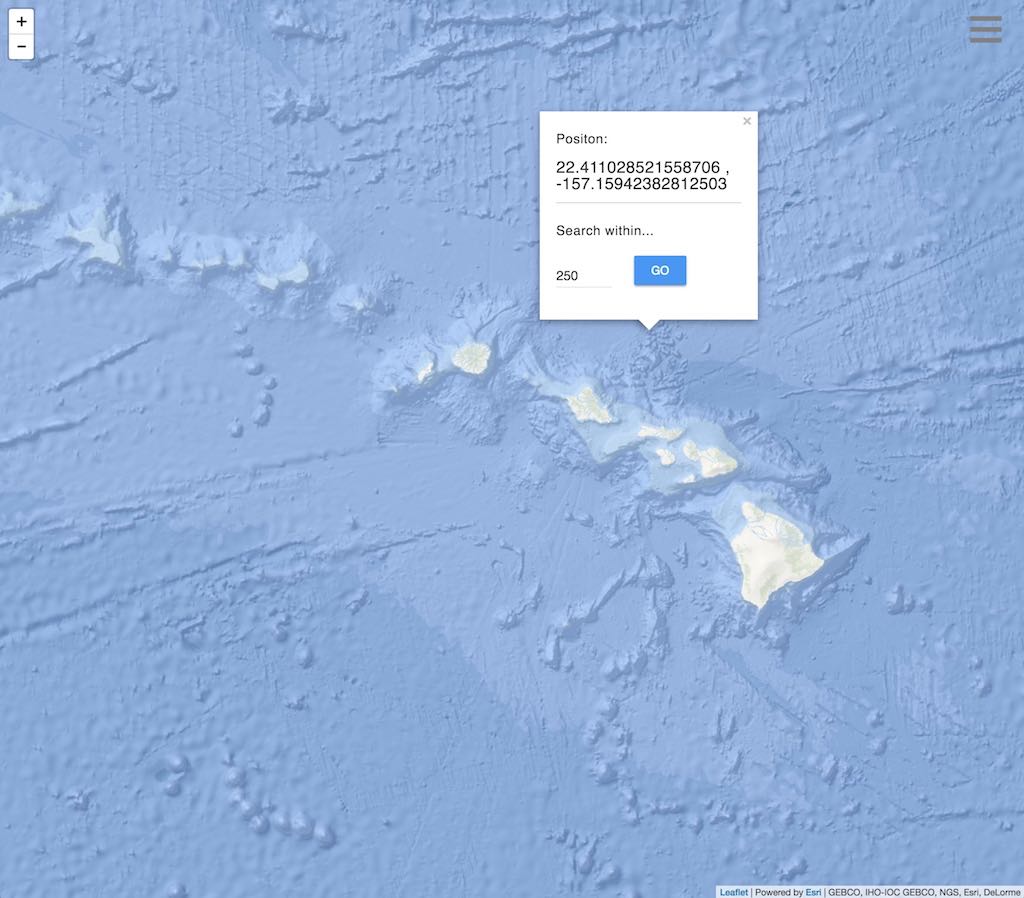 +
−
×
Positon:
22.411028521558706 ,
-157.15942382812503
Search within...
250
GO
Leaflet | Powered by Esri | GEBCO, IHO-IOC GEBCO, NGS, Esri, DeLorme